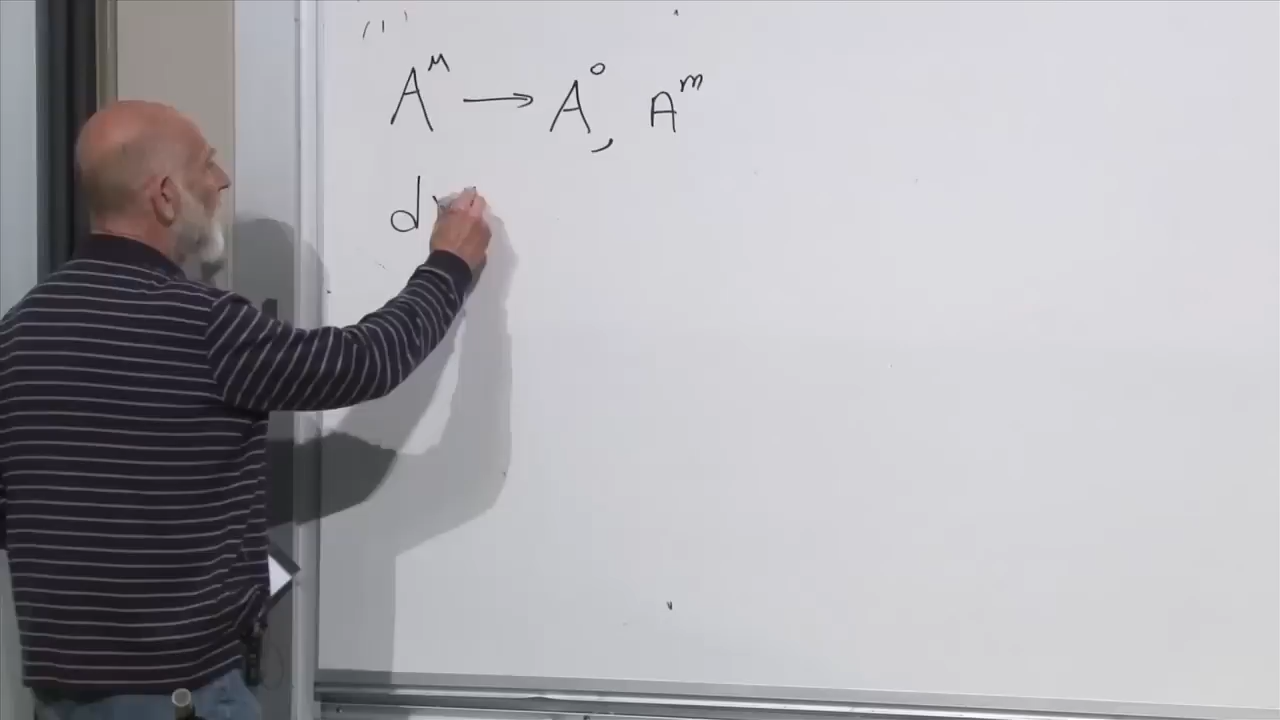 A^μ → A^0, A^m
d